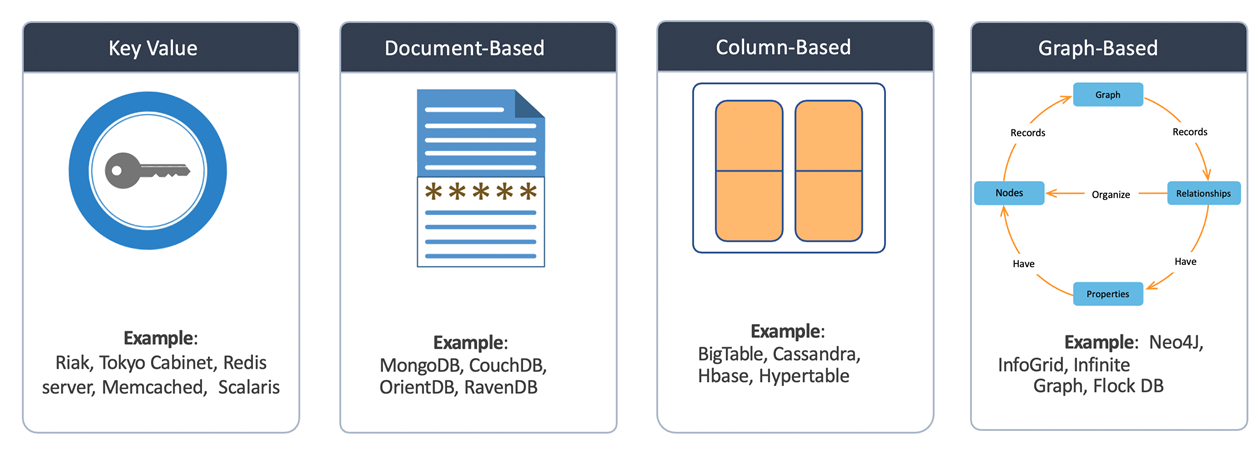 Key Value
Example:
Riak, Tokyo Cabinet, Redis
server, Memcached, Scalaris
Document-Based
*****
Example:
MongoDB, CouchDB,
OrientDB, RavenDB
Column-Based
Example:
BigTable, Cassandra,
Hbase, Hypertable
Graph-Based
Graph
Records
Records
Nodes
Organize
Relationships
Have
Have
Properties
Example: Neo4J,
InfoGrid, Infinite
Graph, Flock DB